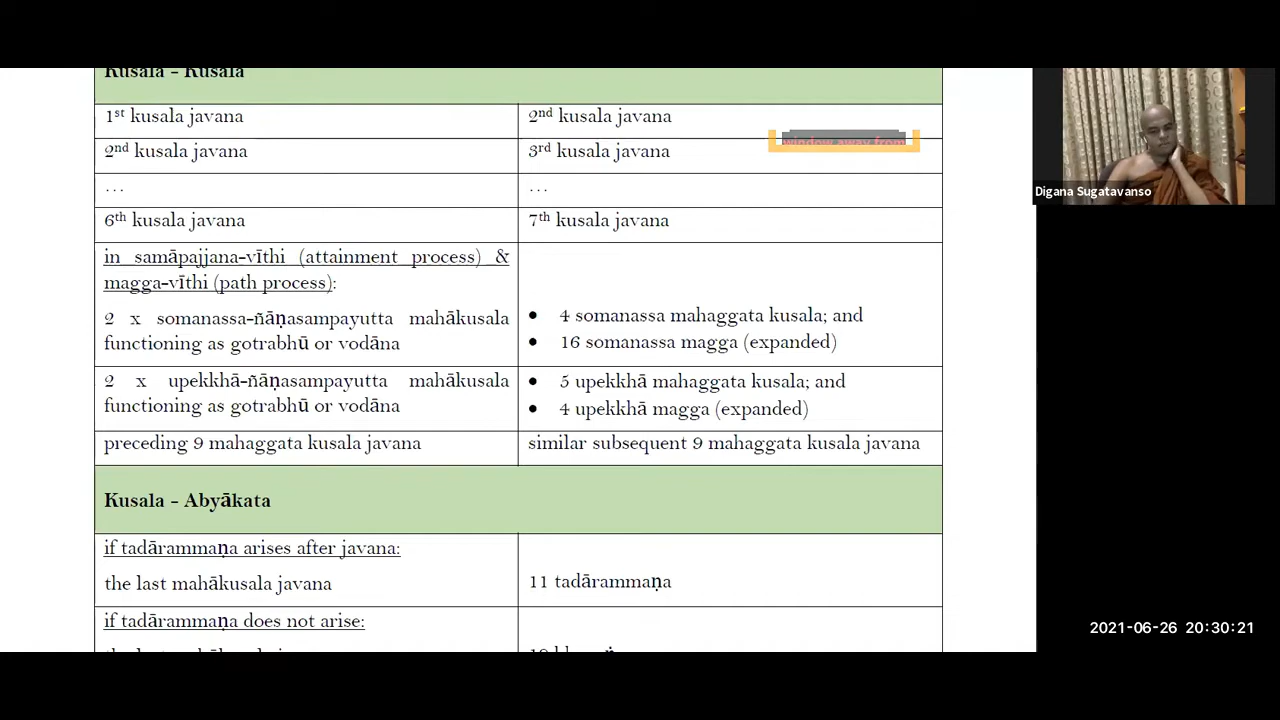 Kusala – Kusala
1st kusala javana
2nd kusala javana
window away from
2nd kusala javana
3rd kusala javana
...
...
6th kusala javana
7th kusala javana
in samāpajjana-vīthi (attainment process) &
magga-vīthi (path process):
2 x somanassa-ñāṇasampayutta mahākusala
functioning as gotrabhū or vodāna
• 4 somanassa mahaggata kusala; and
• 16 somanassa magga (expanded)
2 x upekkhā-ñāṇasampayutta mahākusala
functioning as gotrabhū or vodāna
• 5 upekkhā mahaggata kusala; and
• 4 upekkhā magga (expanded)
preceding 9 mahaggata kusala javana
similar subsequent 9 mahaggata kusala javana
Kusala – Abyākata
if tadārammaṇa arises after javana:
the last mahākusala javana
11 tadārammaṇa
if tadārammaṇa does not arise:
Digana Sugatavanso
2021-06-26 20:30:21